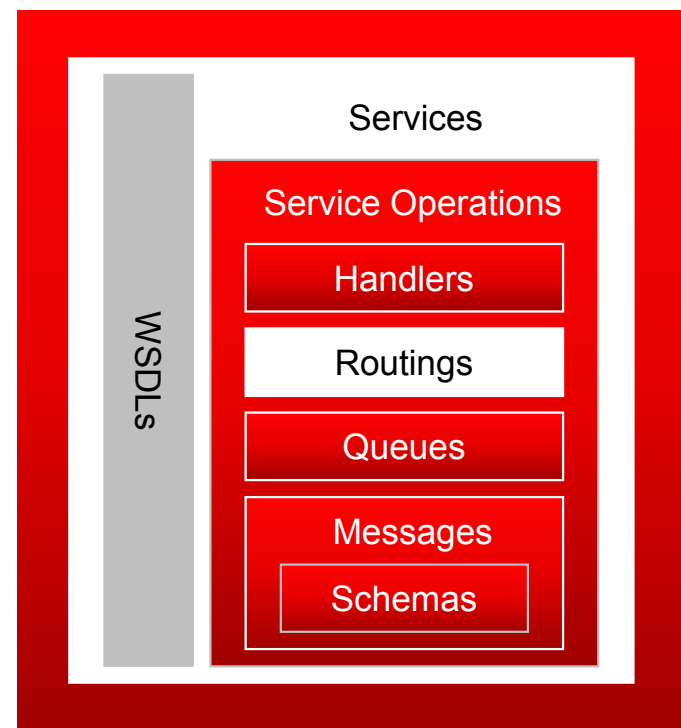 Services
Service Operations
Handlers
Routings
Queues
Messages
Schemas
WSDLs